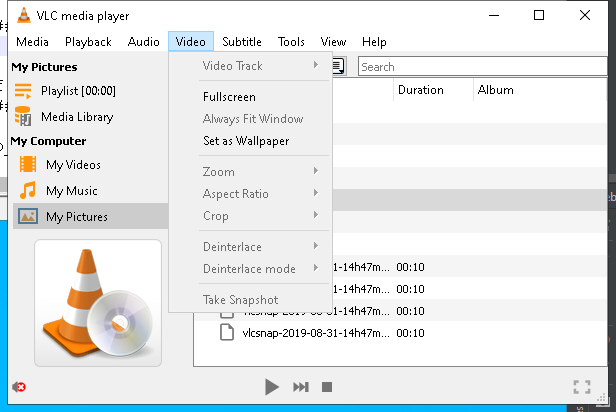 VLC media player
Media Playback Audio Video Subtitle Tools View Help
My Pictures
Playlist [00:00]
Media Library
My Computer
My Videos
My Music
My Pictures
Video Track
Fullscreen
Always Fit Window
Set as Wallpaper
Zoom
Aspect Ratio
Crop
Deinterlace
Deinterlace mode
Take Snapshot
Search
Duration Album
-31-14h47m... 00:10
-31-14h47m... 00:10
vlcsnap-2019-08-31-14h47m... 00:10
vlcsnap-2019-08-31-14h47m... 00:10